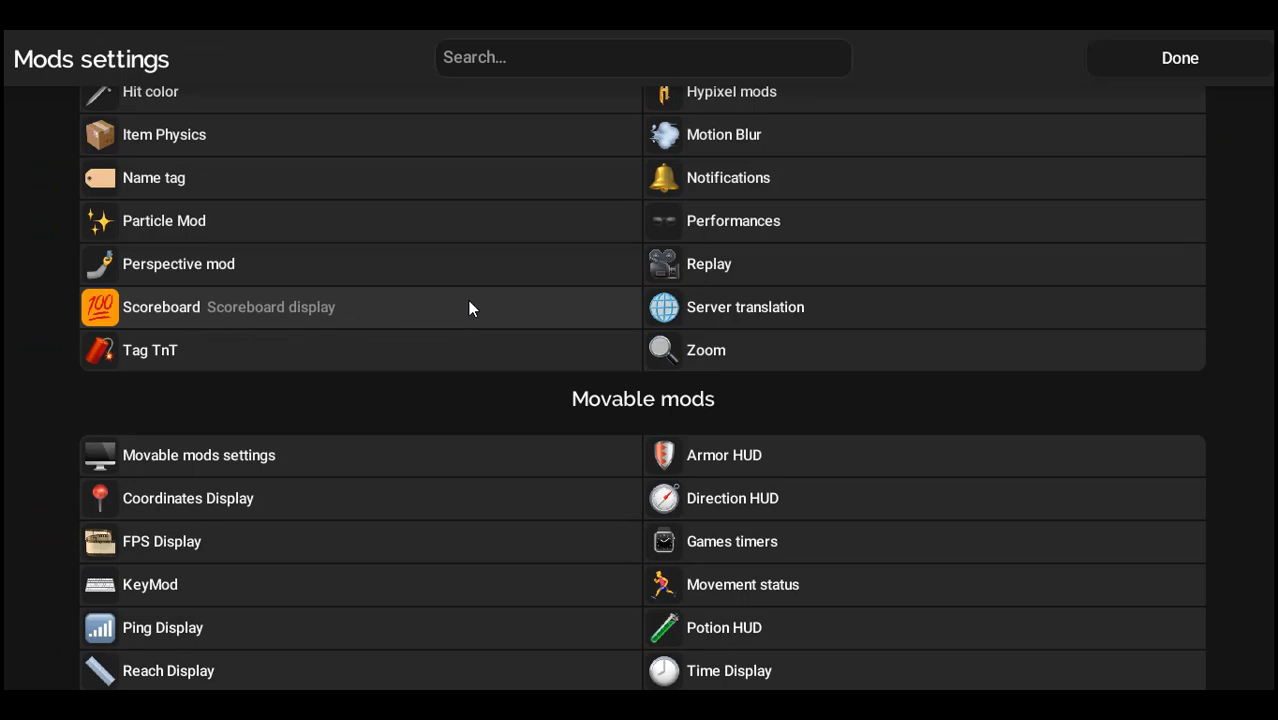 Mods settings
Search...
Done
Hit color
Hypixel mods
Item Physics
Motion Blur
Name tag
Notifications
Particle Mod
Performances
Perspective mod
Replay
100
Scoreboard Scoreboard display
Server translation
Tag TnT
Zoom
Movable mods
Movable mods settings
Armor HUD
Coordinates Display
Direction HUD
FPS Display
Games timers
KeyMod
Movement status
Ping Display
Potion HUD
Reach Display
Time Display